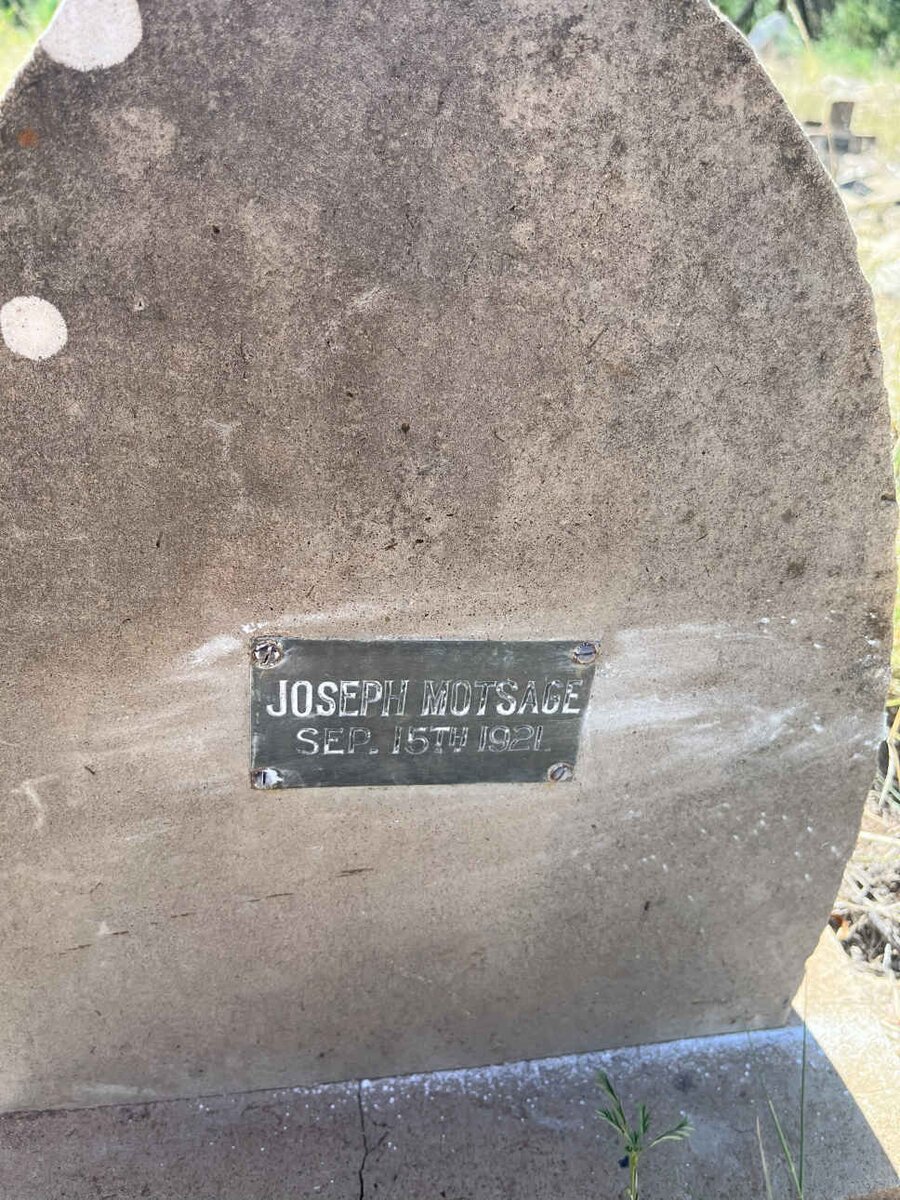 JOSEPH MOTSAGE
SEP. 15TH 1921.